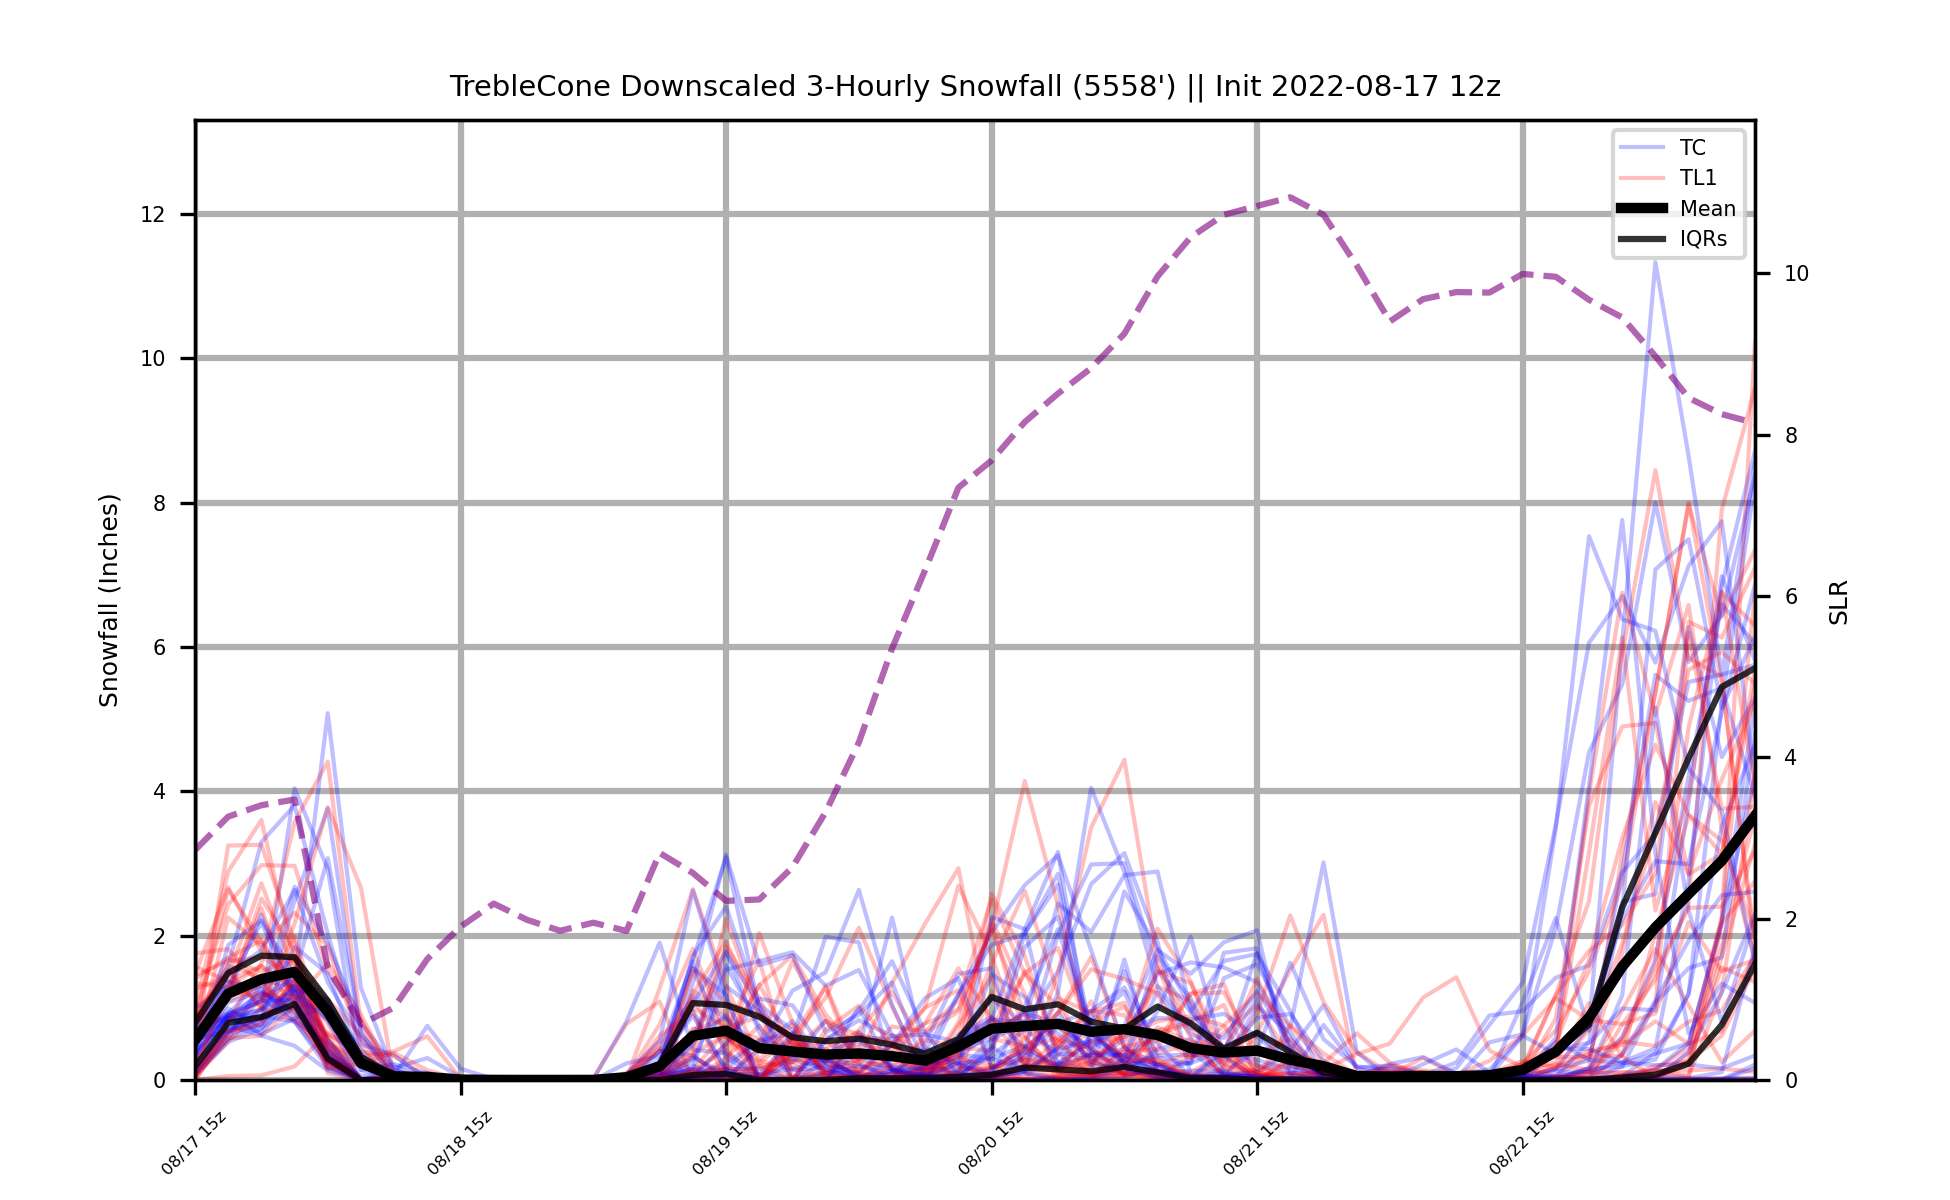 TrebleCone Downscaled 3-Hourly Snowfall (5558') || Init 2022-08-17 12z
TC
TL1
Mean
IQRs
Snowfall (Inches)
12
10
8
6
4
2
0
SLR
10
8
6
4
2
0
08/17 15z
08/18 15z
08/19 15z
08/20 15z
08/21 15z
08/22 15z